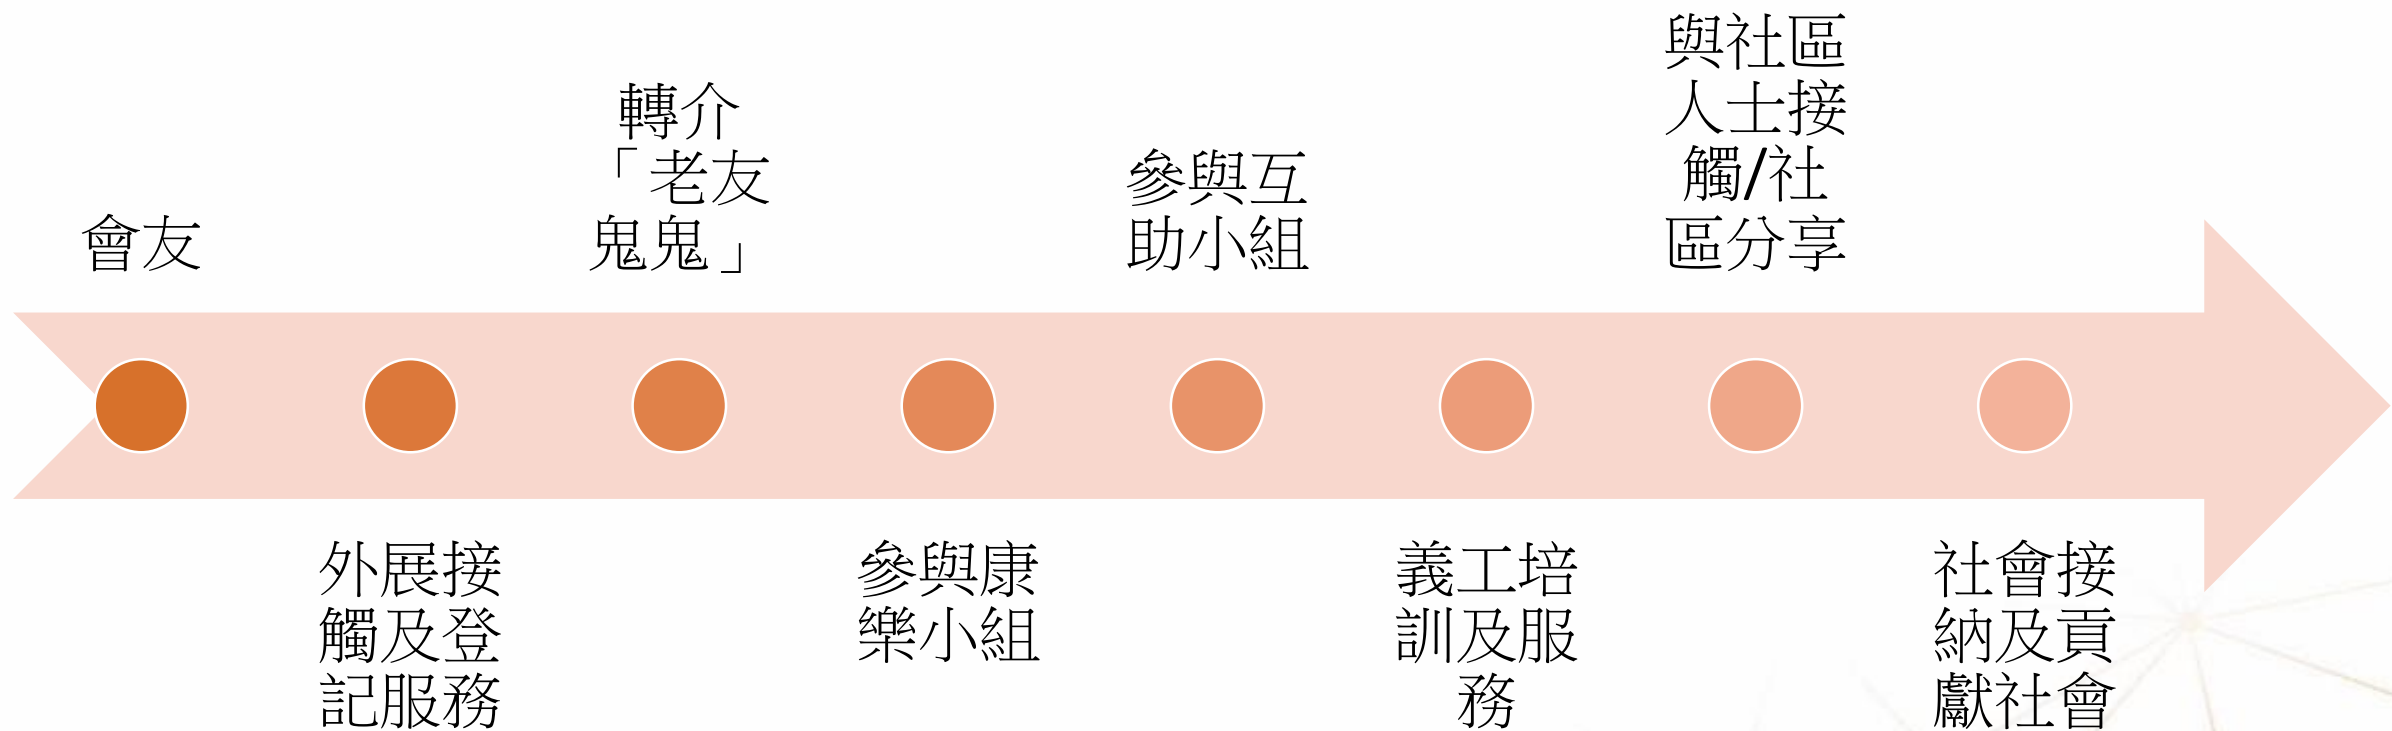 會友
外展接
觸及登
記服務
轉介
「老友
鬼鬼」
參與康
樂小組
參與互
助小組
義工培
訓及服
務
與社區
人士接
觸/社
區分享
社會接
納及貢
獻社會